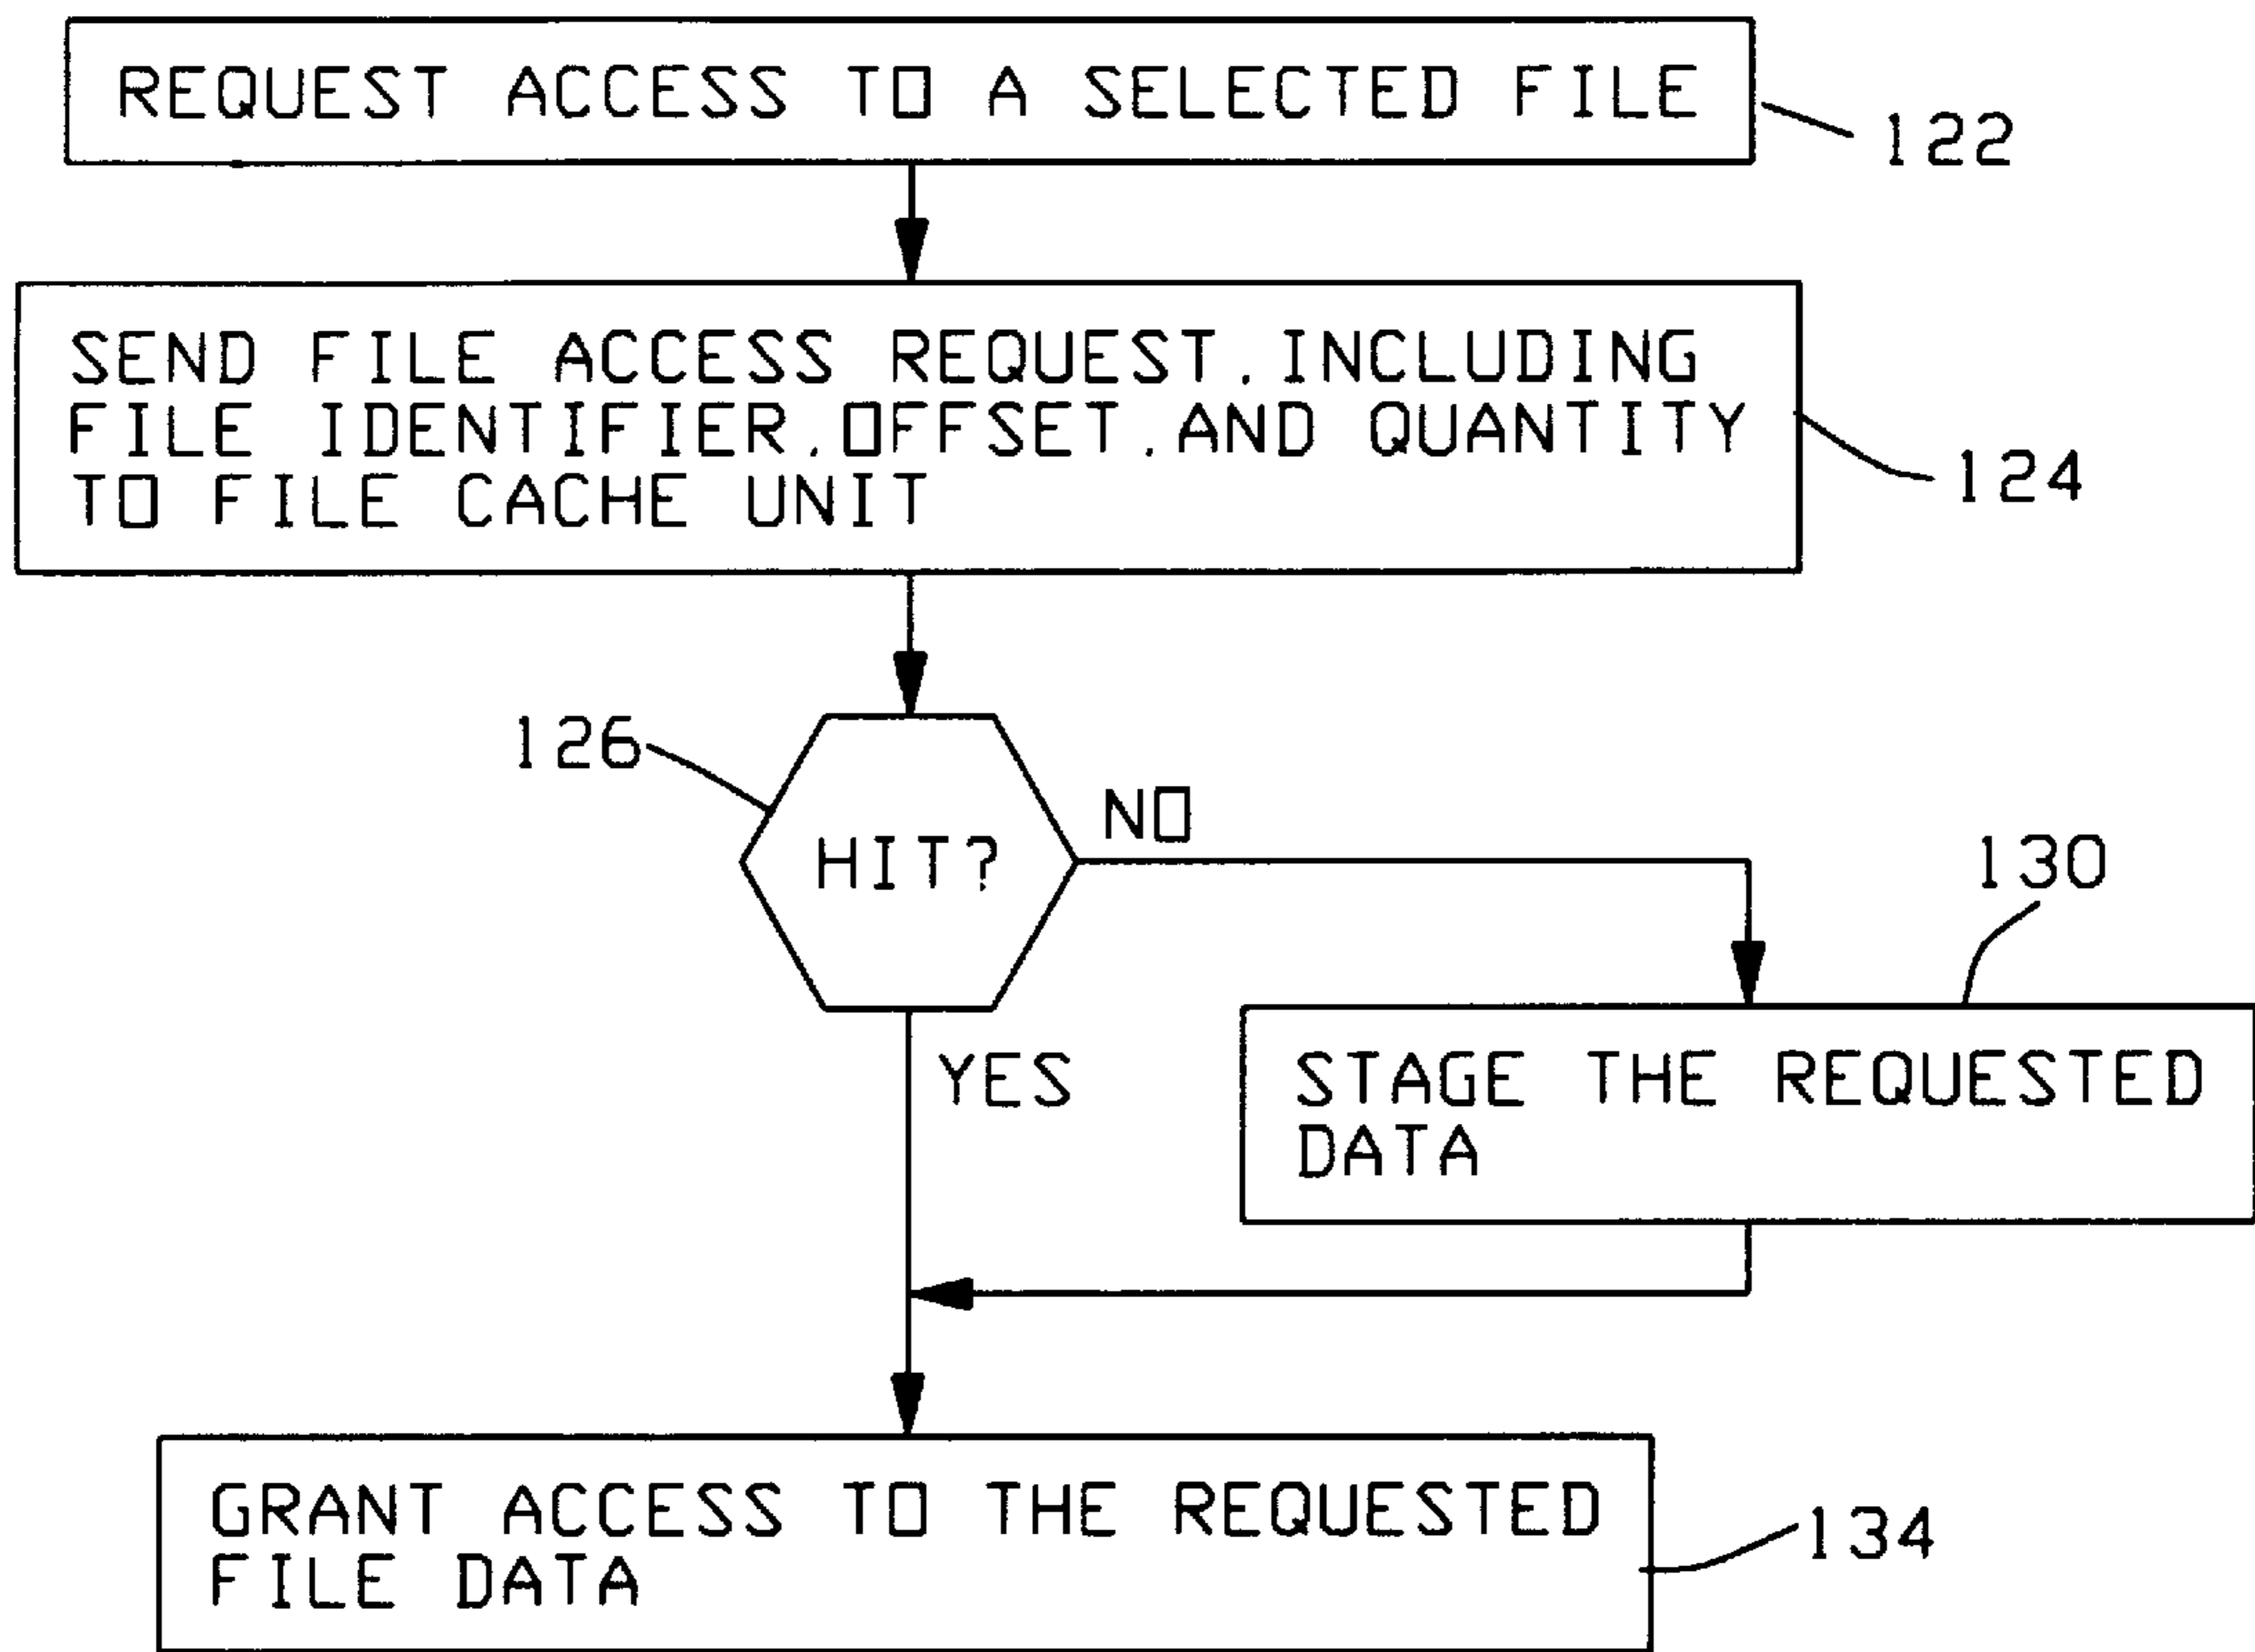 REQUEST ACCESS TO A SELECTED FILE
122
SEND FILE ACCESS REQUEST, INCLUDING
FILE IDENTIFIER, OFFSET, AND QUANTITY
TO FILE CACHE UNIT
124
126
NO
HIT?
130
YES
STAGE THE REQUESTED
DATA
GRANT ACCESS TO THE REQUESTED
FILE DATA
134